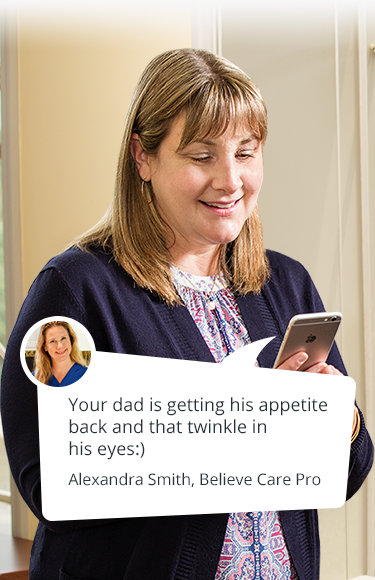 Your dad is getting his appetite
back and that twinkle in
his eyes:)
Alexandra Smith, Believe Care Pro